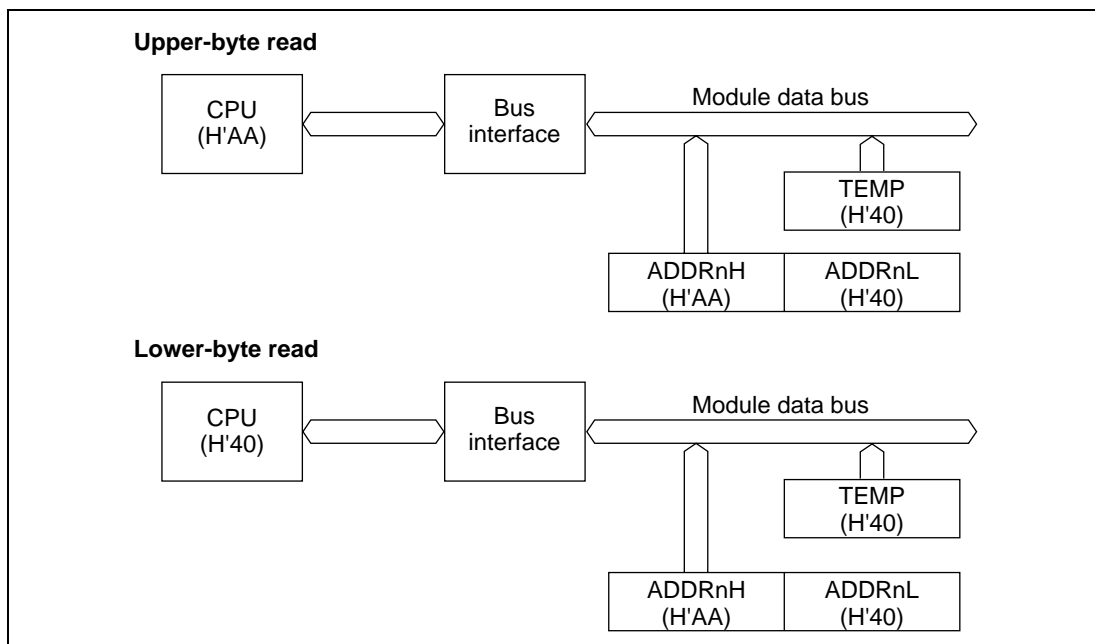 Upper-byte read
CPU
(H'AA)
Bus
interface
Module data bus
TEMP
(H'40)
ADDRnH
(H'AA)
ADDRnL
(H'40)
Lower-byte read
CPU
(H'40)
Bus
interface
Module data bus
TEMP
(H'40)
ADDRnH
(H'AA)
ADDRnL
(H'40)